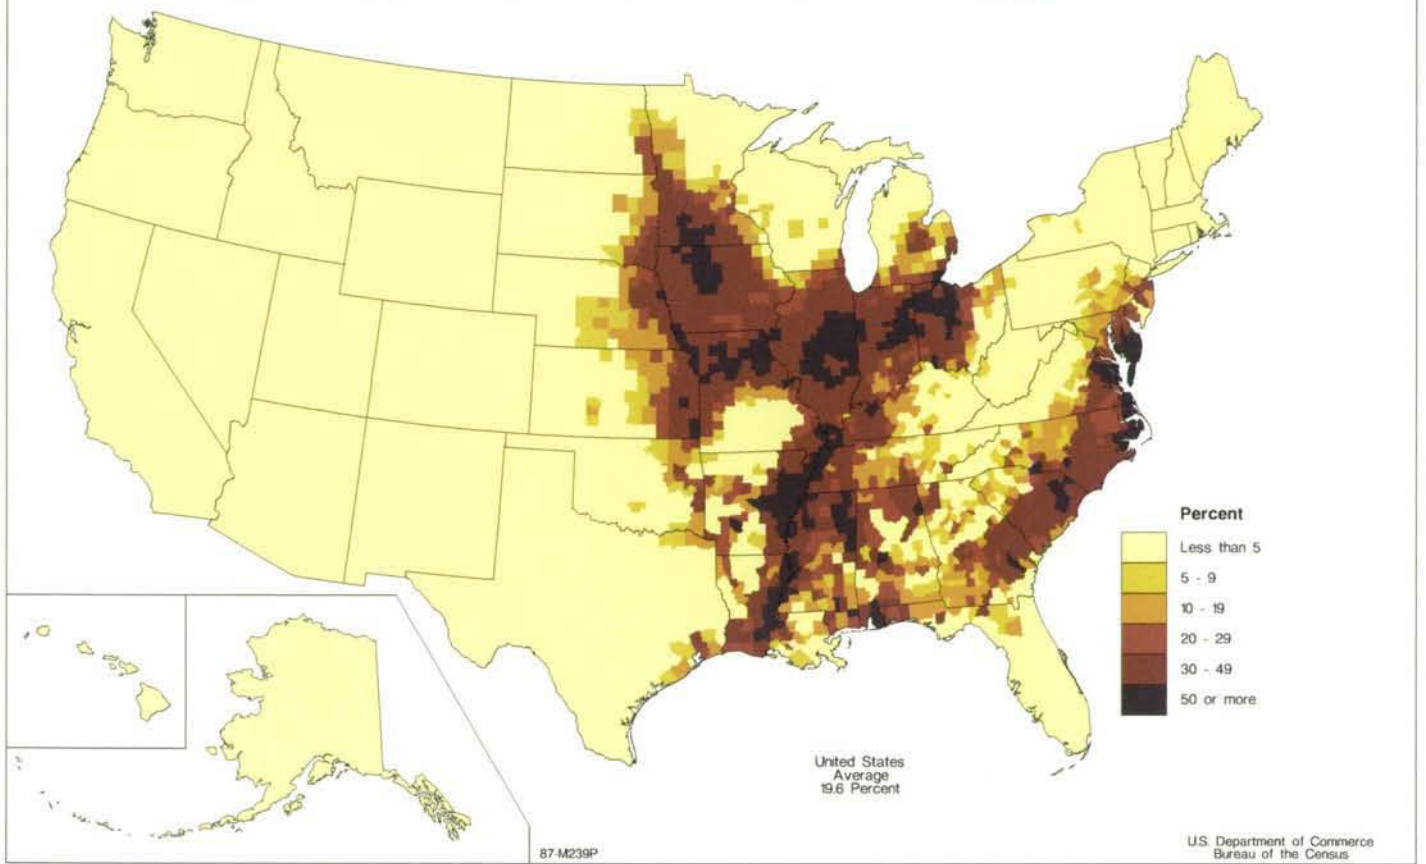 Percent
Less than 5
5 - 9
10 - 19
20 - 29
30 - 49
50 or more
United States
Average
19.6 Percent
87-M239P
U.S. Department of Commerce
Bureau of the Census